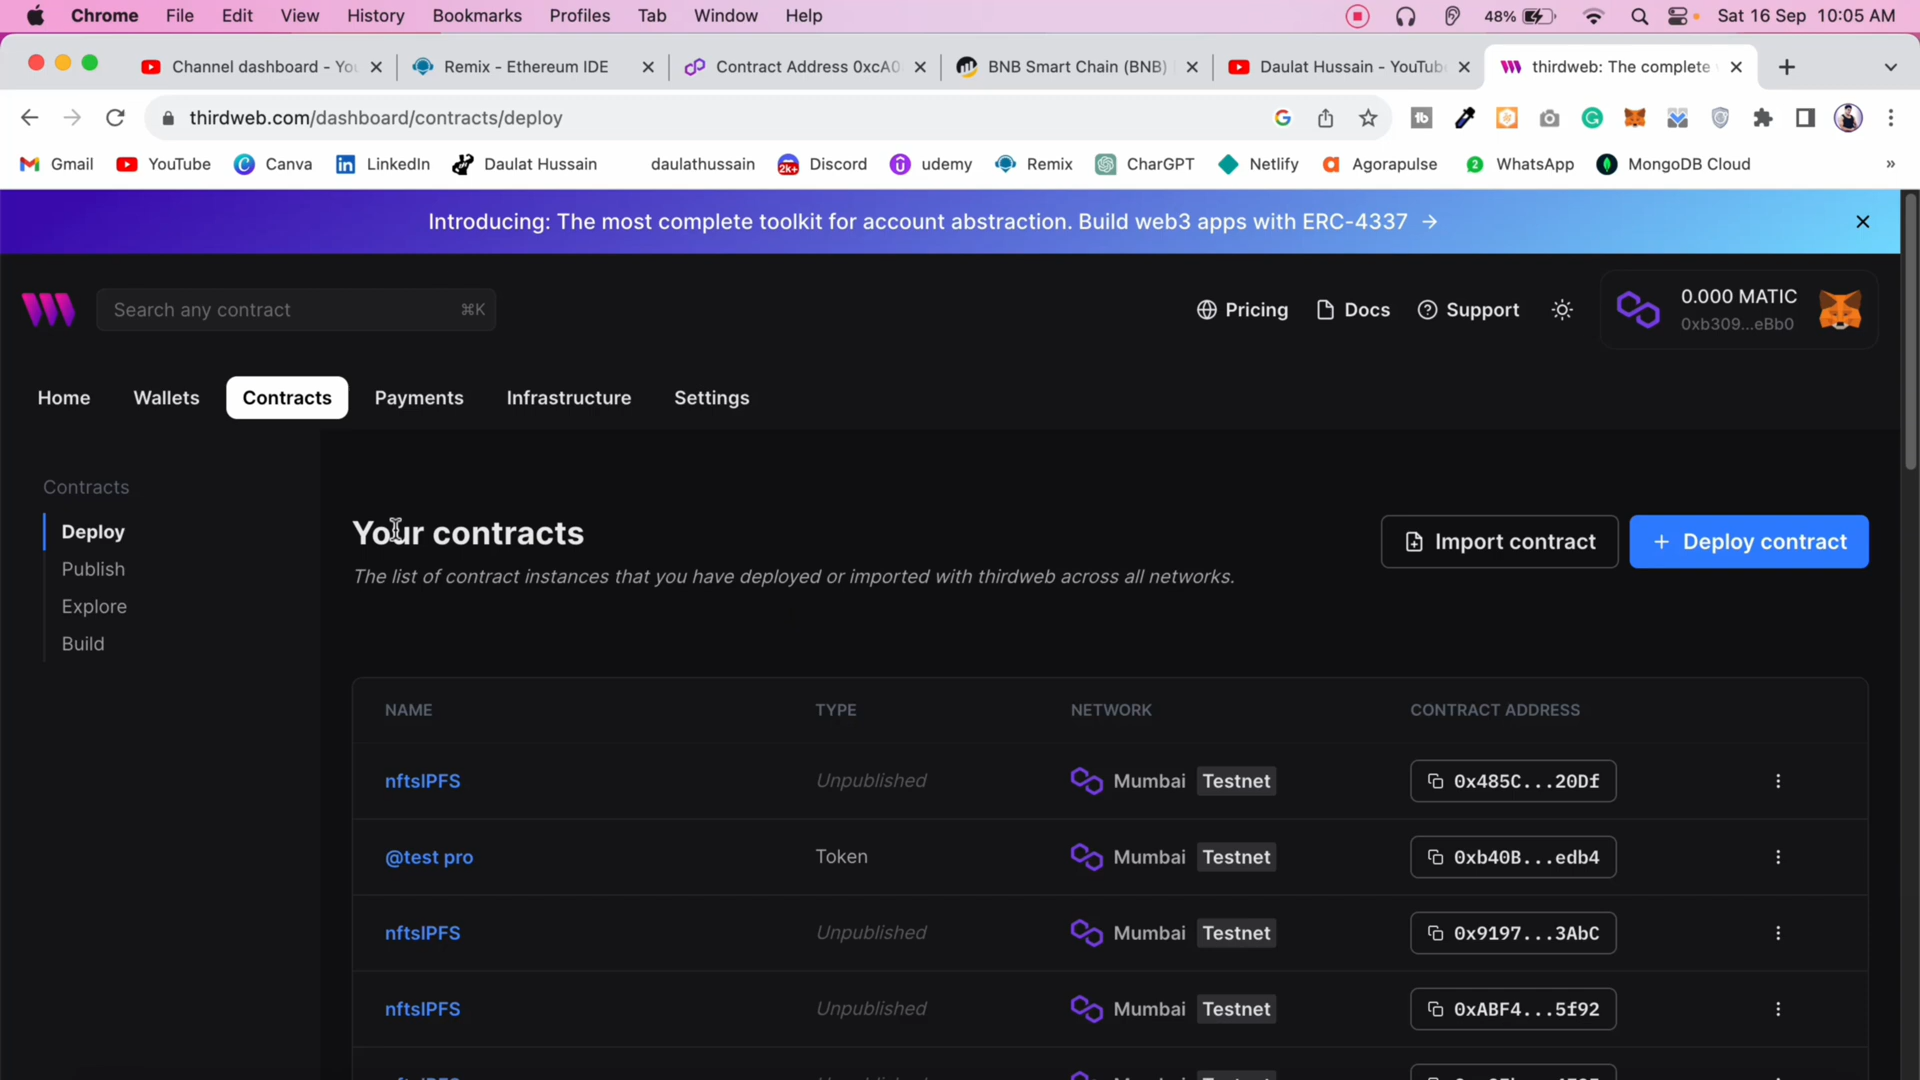 Chrome File Edit View History Bookmarks Profiles Tab Window Help 48% Sat 16 Sep 10:05 AM
Channel dashboard - Yo Remix - Ethereum IDE Contract Address 0xcA0 BNB Smart Chain (BNB) Daulat Hussain - YouTub thirdweb: The complete
thirdweb.com/dashboard/contracts/deploy
Gmail YouTube Canva LinkedIn Daulat Hussain daulathussain Discord udemy Remix CharGPT Netlify Agorapulse WhatsApp MongoDB Cloud »
Introducing: The most complete toolkit for account abstraction. Build web3 apps with ERC-4337 →
Search any contract ⌘K Pricing Docs Support 0.000 MATIC
0xb309...eBb0
Home Wallets Contracts Payments Infrastructure Settings
Contracts
Deploy
Publish
Explore
Build
Your contracts
The list of contract instances that you have deployed or imported with thirdweb across all networks.
Import contract + Deploy contract
NAME TYPE NETWORK CONTRACT ADDRESS
nftsIPFS Unpublished Mumbai Testnet 0x485C...20Df
@test pro Token Mumbai Testnet 0xb40B...edb4
nftsIPFS Unpublished Mumbai Testnet 0x9197...3AbC
nftsIPFS Unpublished Mumbai Testnet 0xABF4...5f92